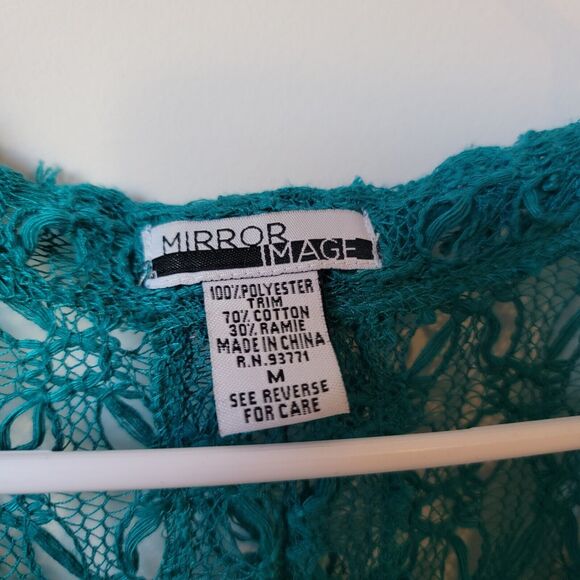 MIRROR
IMAGE
100%POLYESTER
TRIM
70% COTTON
30% RAMIE
MADE IN CHINA
R.N.93771
M
SEE REVERSE
FOR CARE